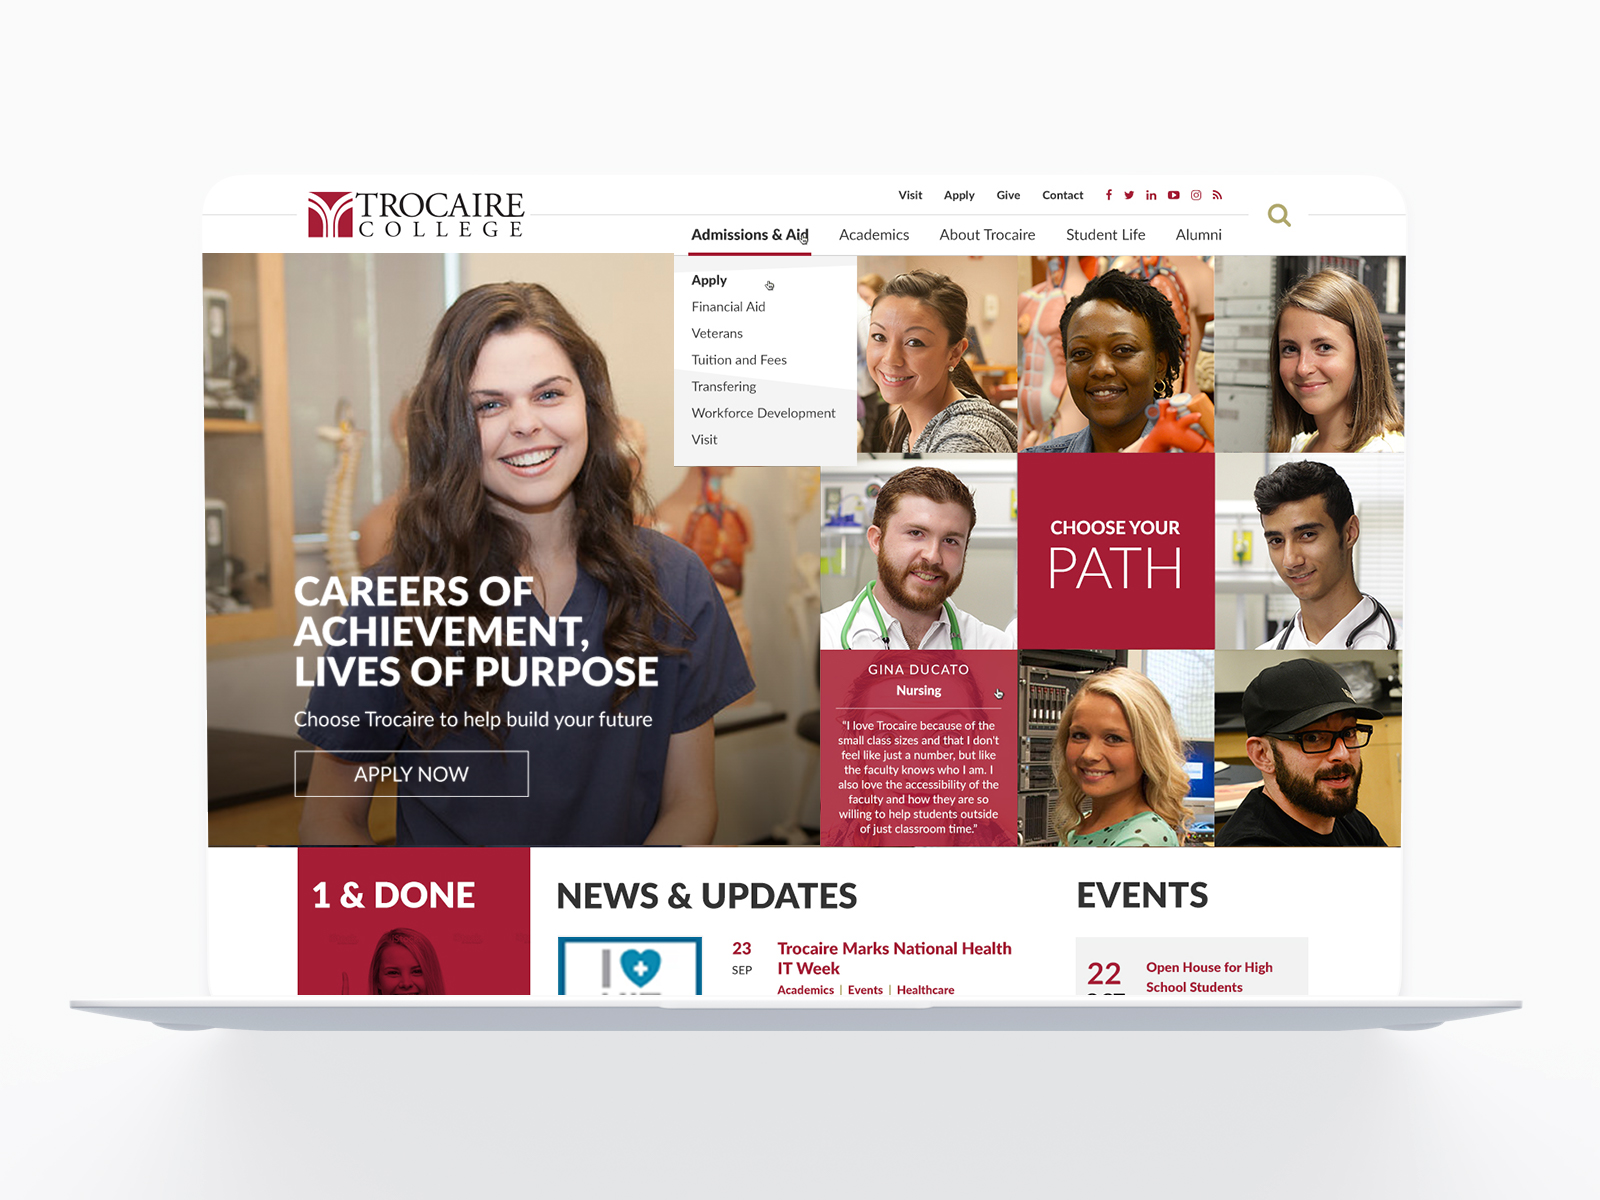 TROCAIRE
COLLEGE
Visit Apply Give Contact
Admissions & Aid Academics About Trocaire Student Life Alumni
Apply
Financial Aid
Veterans
Tuition and Fees
Transfering
Workforce Development
Visit
CAREERS OF
ACHIEVEMENT,
LIVES OF PURPOSE
Choose Trocaire to help build your future
APPLY NOW
CHOOSE YOUR
PATH
GINA DUCATO
Nursing
“I love Trocaire because of the
small class sizes and that I don't
feel like just a number, but like
the faculty knows who I am. I
also love the accessibility of the
faculty and how they are so
willing to help students outside
of just classroom time.”
1 & DONE
NEWS & UPDATES
I
23
SEP
Trocaire Marks National Health
IT Week
Academics | Events | Healthcare
EVENTS
22
Open House for High
School Students